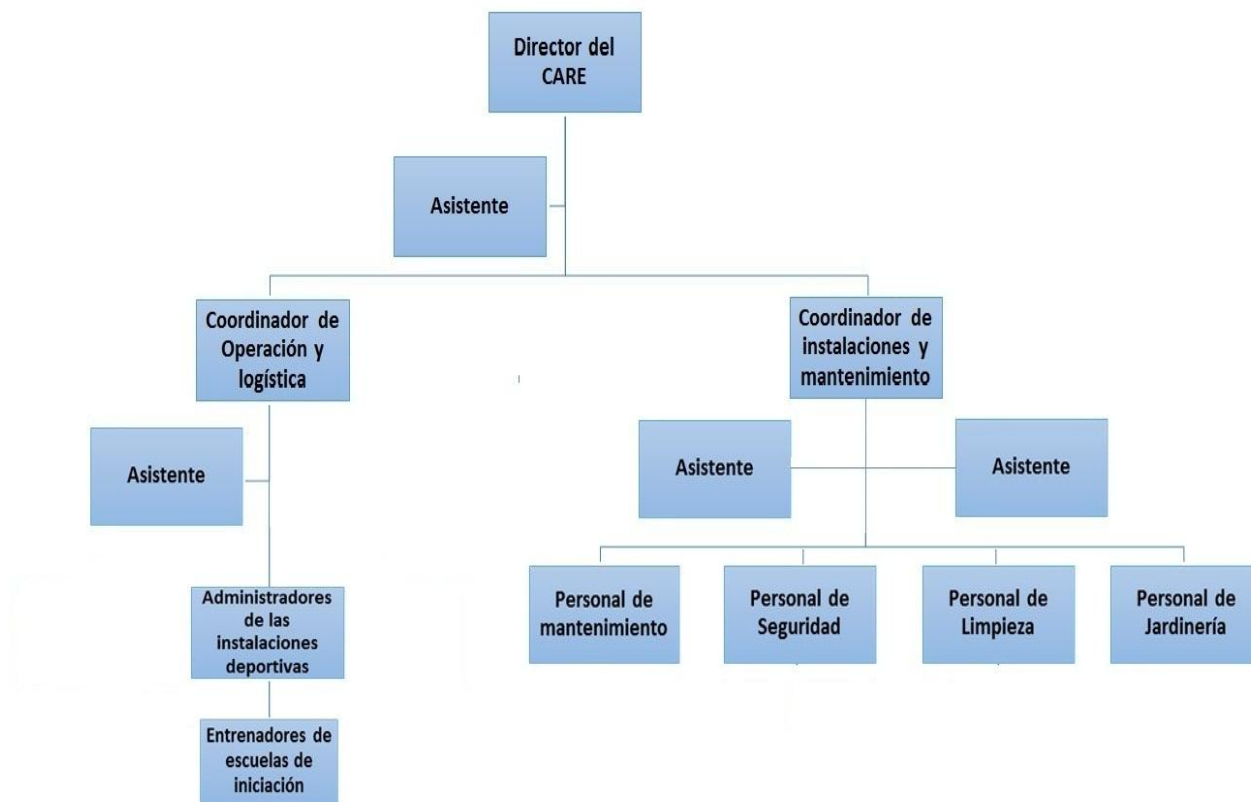 Director del
CARE
Asistente
Coordinador de
Operación y
logística
Coordinador de
instalaciones y
mantenimiento
Asistente
Asistente
Asistente
Administradores
de las
instalaciones
deportivas
Personal de
mantenimiento
Personal de
Seguridad
Personal de
Limpieza
Personal de
Jardinería
Entrenadores de
escuelas de
iniciación